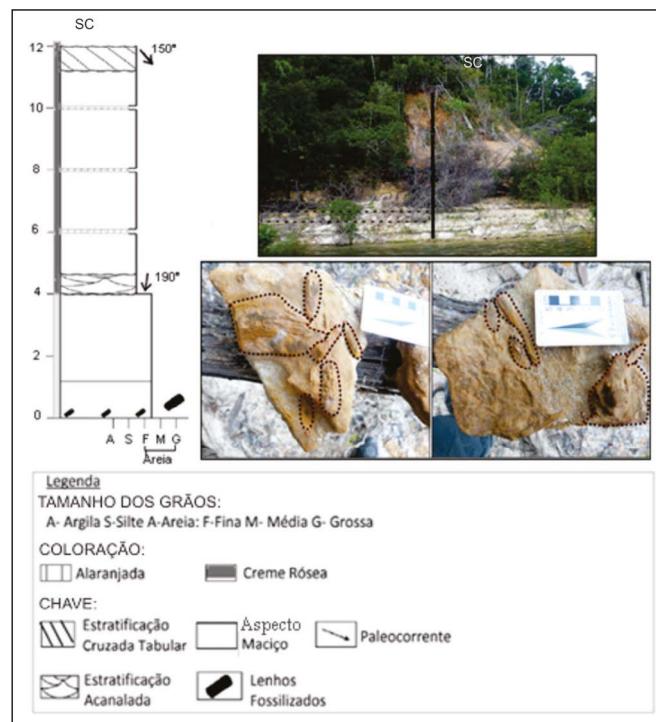 SC
12
150°
10
8
6
190°
4
2
0
A S F M G
Areia
SC
Legenda
TAMANHO DOS GRÃOS:
A- Argila S-Silte A-Areia: F-Fina M- Média G- Grossa
COLORAÇÃO:
Alaranjada
Creme Rósea
CHAVE:
Estratificação
Cruzada Tabular
Aspecto
Maciço
Paleocorrente
Estratificação
Acanalada
Lenhos
Fossilizados